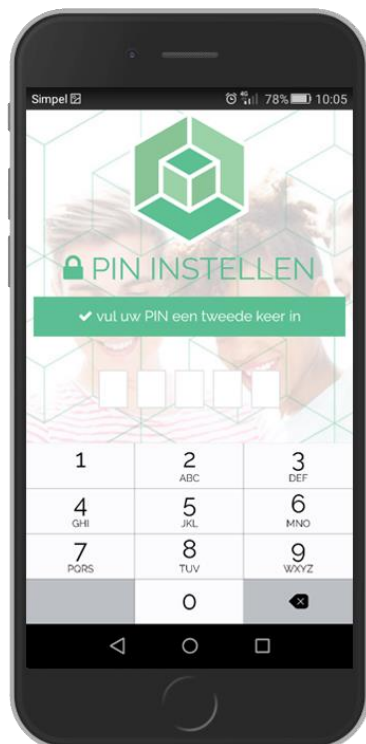 Simpel 4G 78% 10:05
PIN INSTELLEN
vul uw PIN een tweede keer in
1 2 3
ABC DEF
4 5 6
GHI JKL MNO
7 8 9
PQRS TUV WXYZ
0